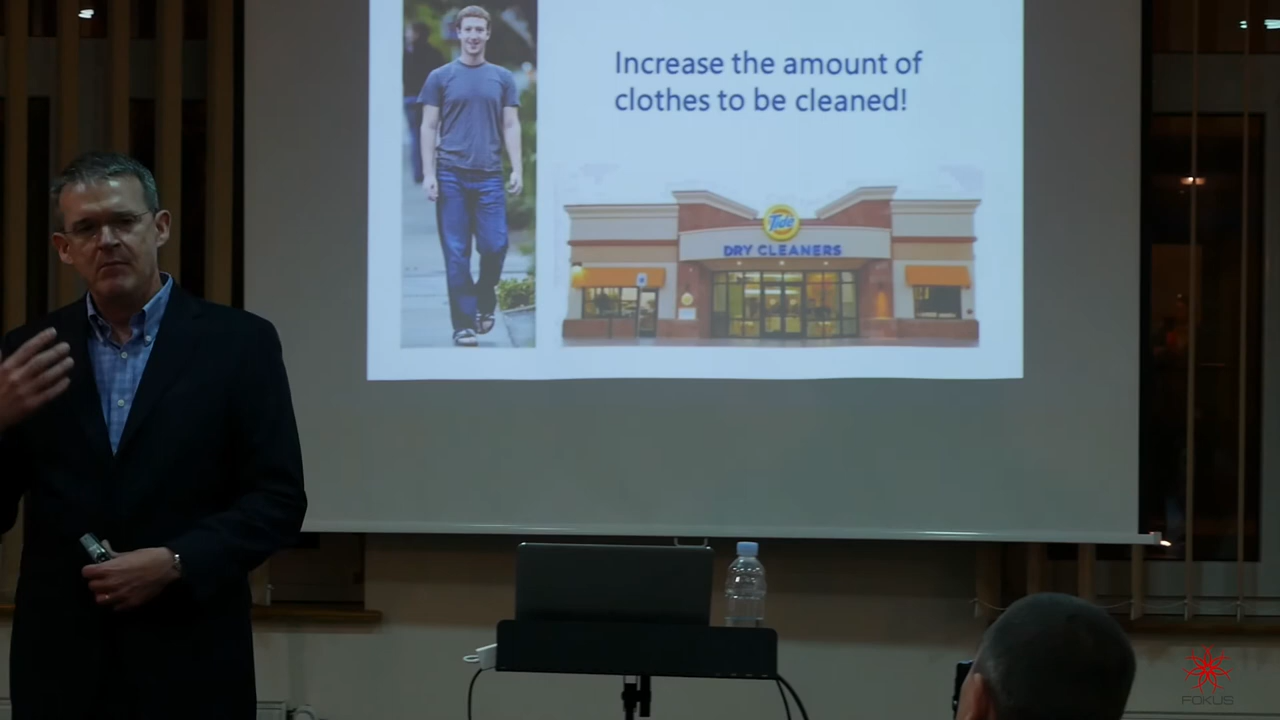 Increase the amount of
clothes to be cleaned!
Tide
DRY CLEANERS
FOKUS